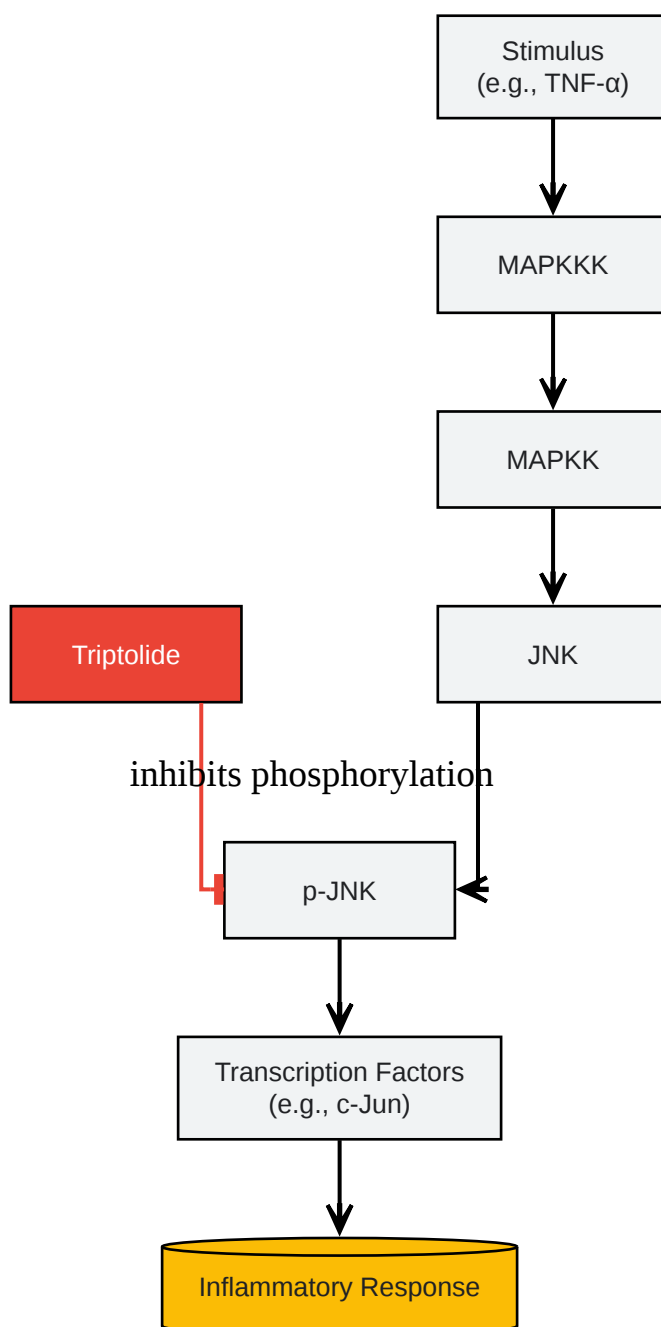 Stimulus
(e.g., TNF-α)
MAPKKK
MAPKK
Triptolide
JNK
inhibits phosphorylation
p-JNK
Transcription Factors
(e.g., c-Jun)
Inflammatory Response